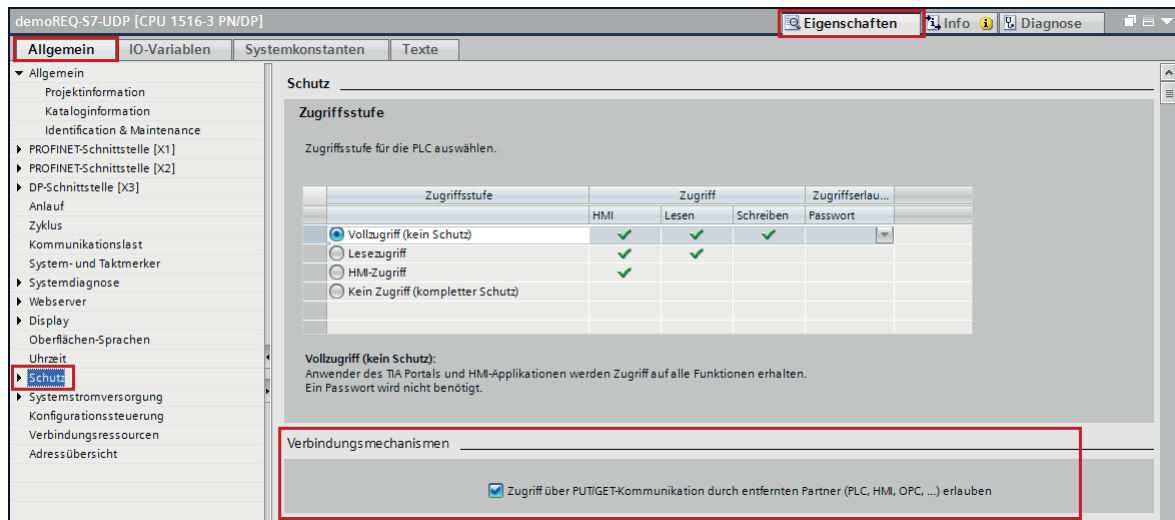 demoREQ-S7-UDP [CPU 1516-3 PN/DP]
Eigenschaften
Info
Diagnose
Allgemein
IO-Variablen
Systemkonstanten
Texte
Allgemein
Projektinformation
Kataloginformation
Identification & Maintenance
PROFINET-Schnittstelle [X1]
PROFINET-Schnittstelle [X2]
DP-Schnittstelle [X3]
Anlauf
Zyklus
Kommunikationslast
System- und Taktmerker
Systemdiagnose
Webserver
Display
Oberflächen-Sprachen
Uhrzeit
Schutz
Systemstromversorgung
Konfigurationssteuerung
Verbindungsressourcen
Adressübersicht
Schutz
Zugriffsstufe
Zugriffsstufe für die PLC auswählen.
Zugriffsstufe Zugriff Zugriffserlau...
HMI Lesen Schreiben Passwort
Vollzugriff (kein Schutz)
Lesezugriff
HMI-Zugriff
Kein Zugriff (kompletter Schutz)
Vollzugriff (kein Schutz):
Anwender des TIA Portals und HMI-Applikationen werden Zugriff auf alle Funktionen erhalten.
Ein Passwort wird nicht benötigt.
Verbindungsmechanismen
Zugriff über PUT/GET-Kommunikation durch entfernten Partner (PLC, HMI, OPC, ...) erlauben